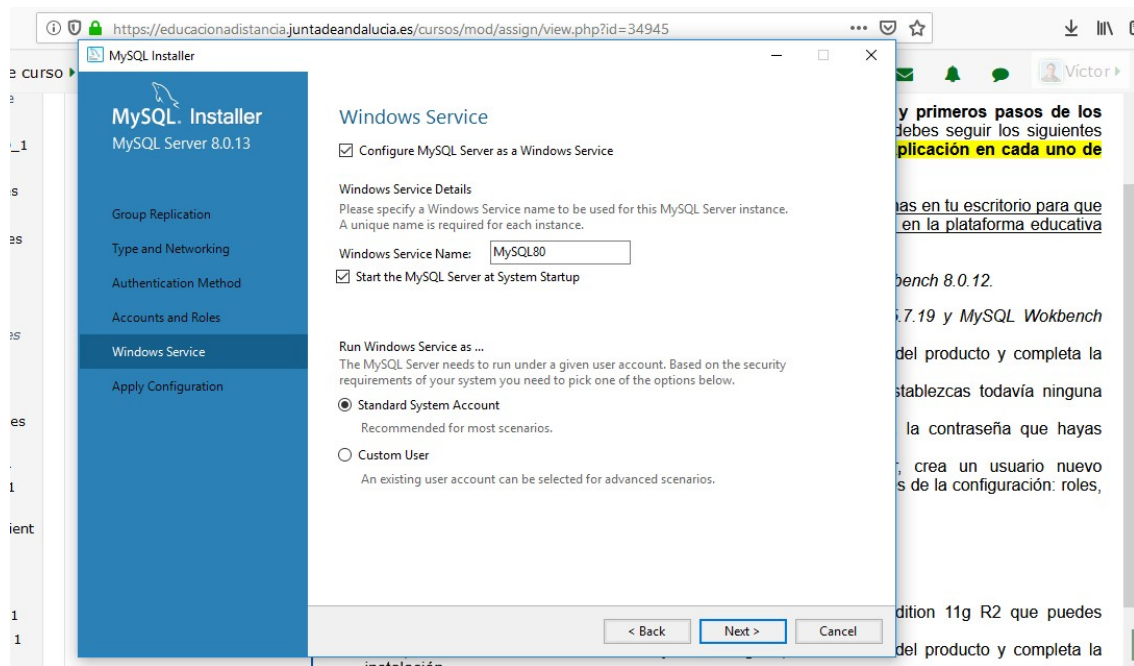 https://educacionadistancia.juntadeandalucia.es/cursos/mod/assign/view.php?id=34945
MySQL Installer
e curso
Víctor
MySQL. Installer
MySQL Server 8.0.13
Group Replication
Type and Networking
Authentication Method
Accounts and Roles
Windows Service
Apply Configuration
Windows Service
Configure MySQL Server as a Windows Service
Windows Service Details
Please specify a Windows Service name to be used for this MySQL Server instance.
A unique name is required for each instance.
Windows Service Name: MySQL80
Start the MySQL Server at System Startup
Run Windows Service as ...
The MySQL Server needs to run under a given user account. Based on the security
requirements of your system you need to pick one of the options below.
Standard System Account
Recommended for most scenarios.
Custom User
An existing user account can be selected for advanced scenarios.
< Back
Next >
Cancel
y primeros pasos de los
debes seguir los siguientes
plicación en cada uno de
nas en tu escritorio para que
en la plataforma educativa
bench 8.0.12.
5.7.19 y MySQL Wokbench
del producto y completa la
stablezcas todavía ninguna
la contraseña que hayas
, crea un usuario nuevo
s de la configuración: roles,
dition 11g R2 que puedes
del producto y completa la
instalación
_1
es
es
ient
1
1